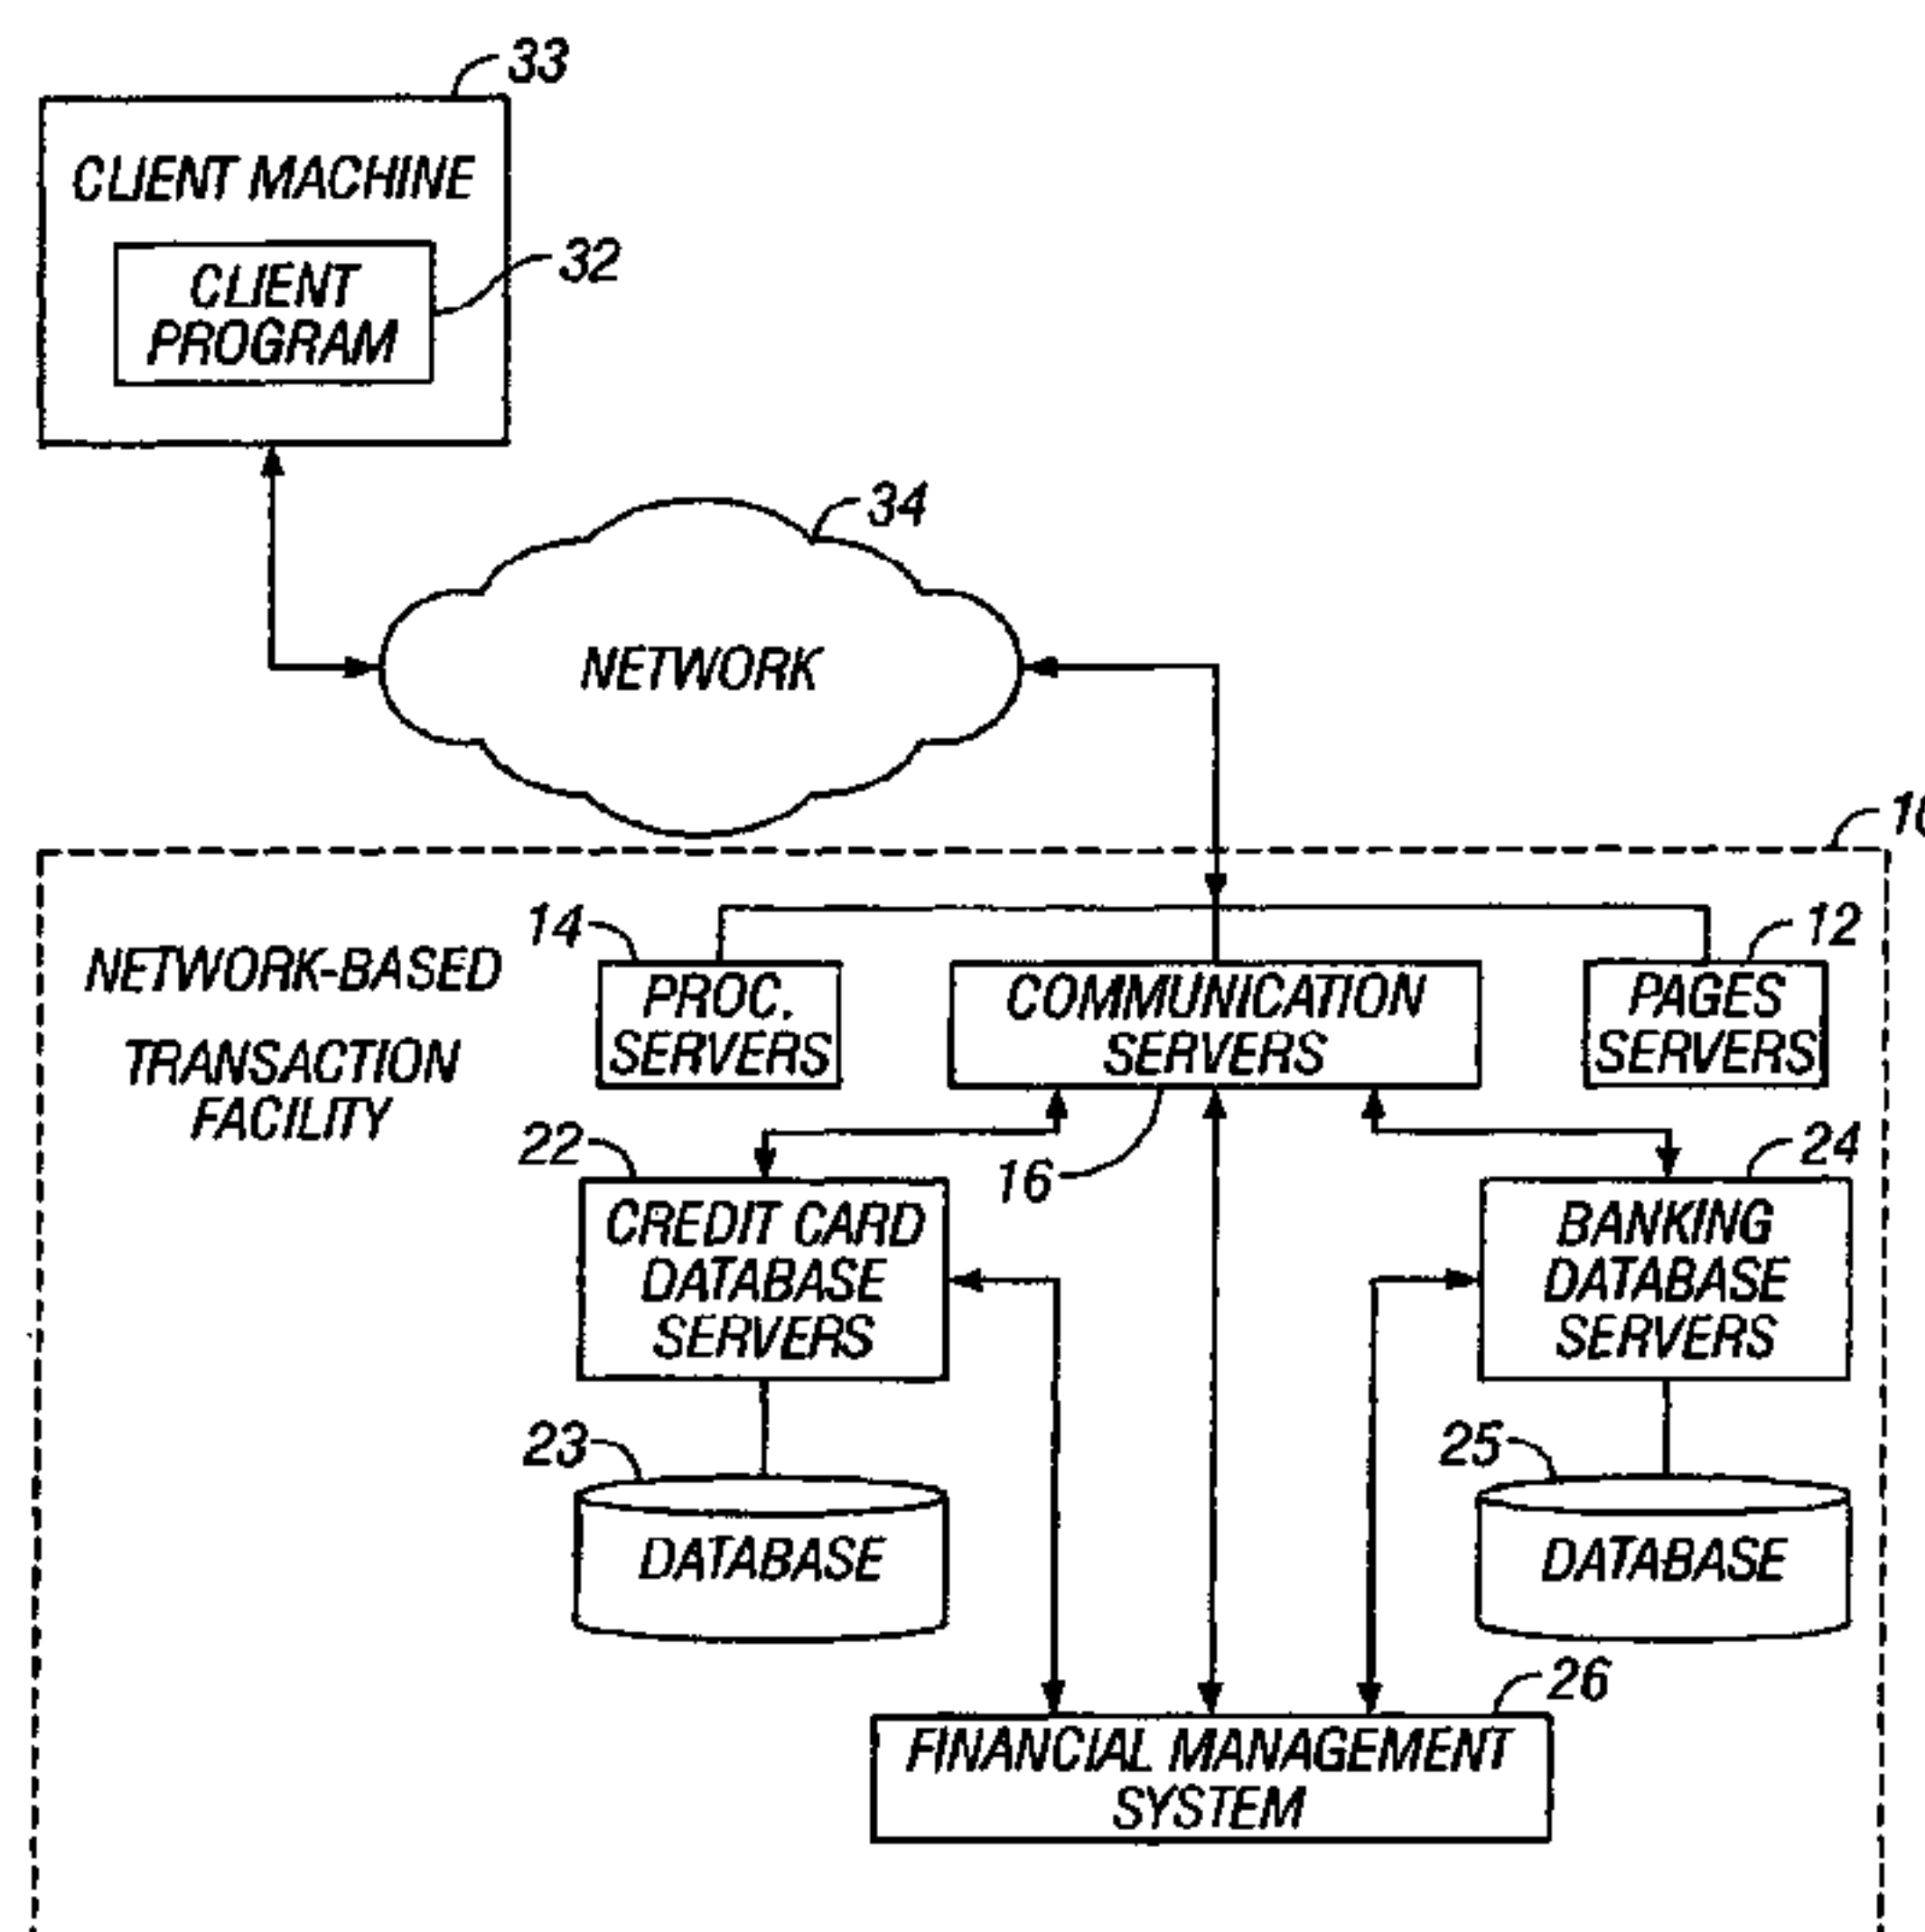 33
CLIENT MACHINE
32
CLIENT
PROGRAM
34
NETWORK
NETWORK-BASED
TRANSACTION
FACILITY
14
PROC.
SERVERS
COMMUNICATION
SERVERS
12
PAGES
SERVERS
16
22
CREDIT CARD
DATABASE
SERVERS
24
BANKING
DATABASE
SERVERS
23
DATABASE
25
DATABASE
26
FINANCIAL MANAGEMENT
SYSTEM